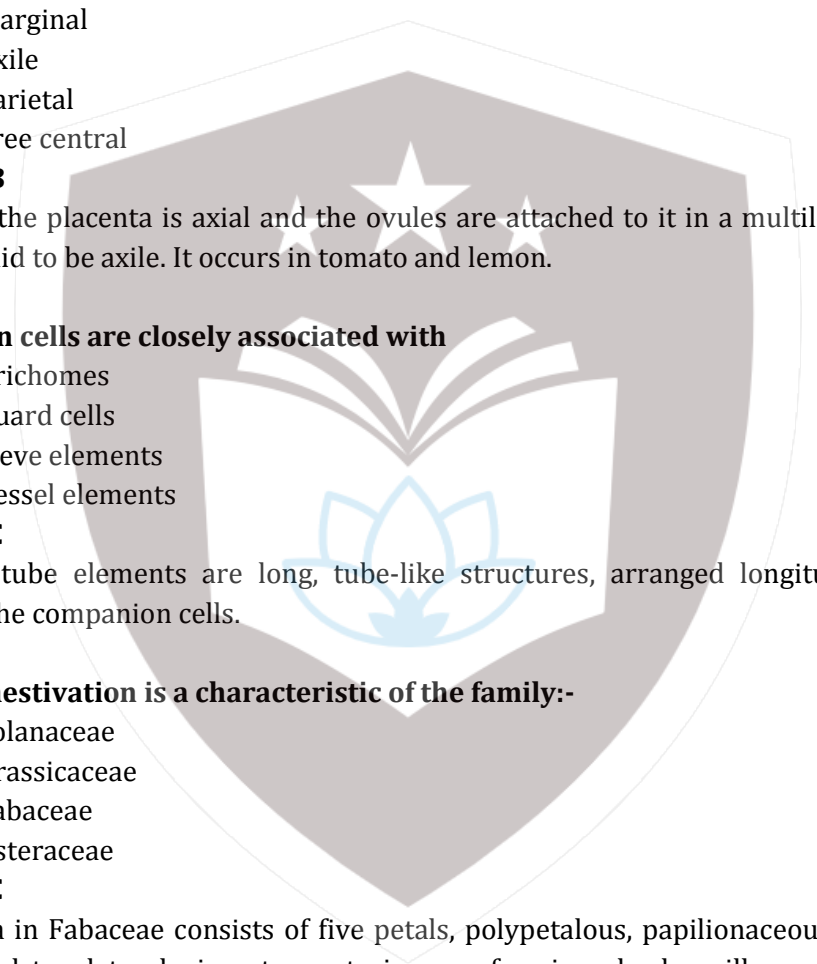 arginal
xile
arietal
ree central
3
the placenta is axial and the ovules are attached to it in a multil
id to be axile. It occurs in tomato and lemon.
n cells are closely associated with
richomes
uard cells
eve elements
essel elements
tube elements are long, tube-like structures, arranged longitu
he companion cells.
nestivation is a characteristic of the family:-
olanaceae
rassicaceae
abaceae
steraceae
n in Fabaceae consists of five petals, polypetalous, papilionaceou